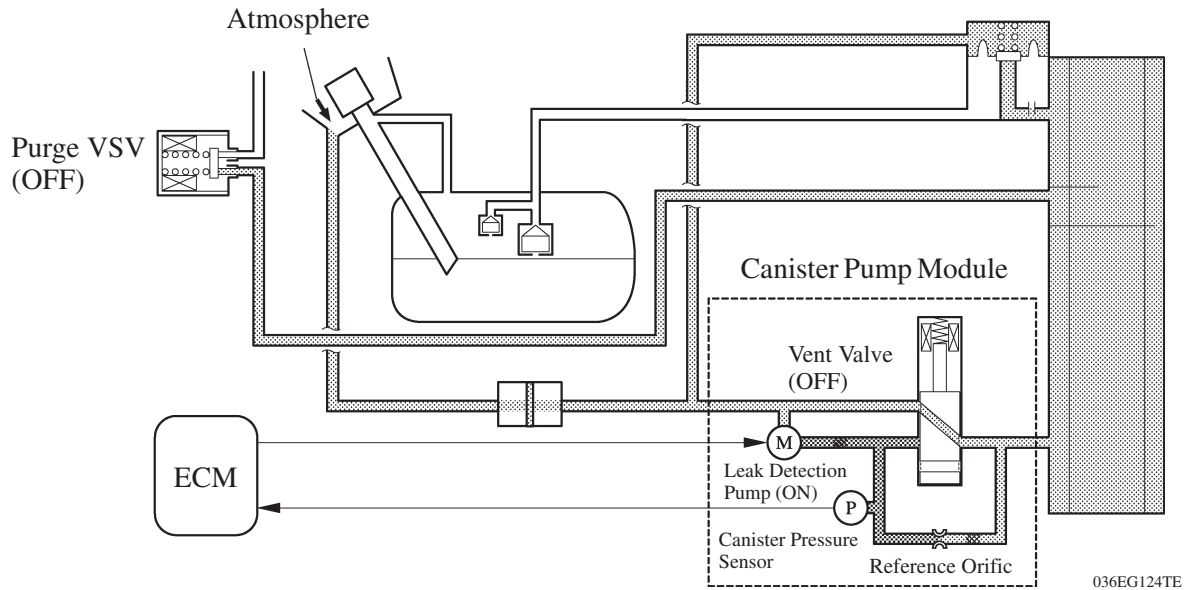 Atmosphere
Purge VSV
(OFF)
Canister Pump Module
Vent Valve
(OFF)
ECM
M
Leak Detection
Pump (ON)
P
Canister Pressure
Sensor
Reference Orific
036EG124TE